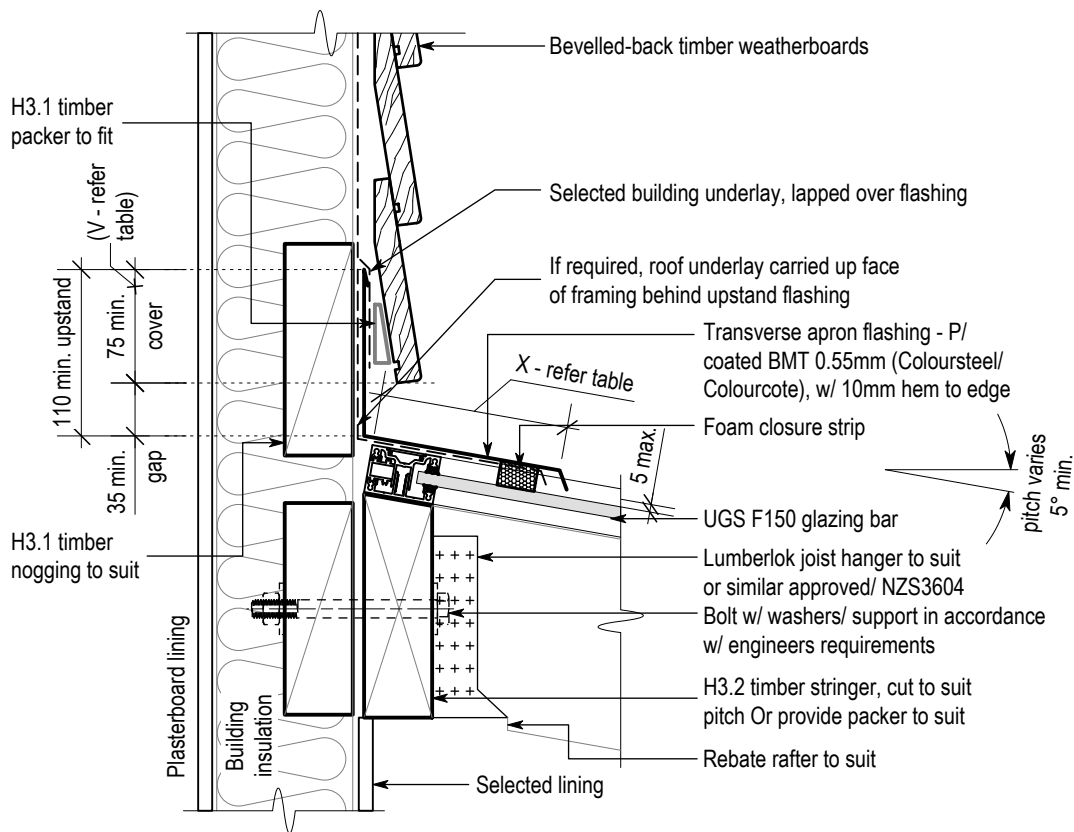 Bevelled-back timber weatherboards
H3.1 timber
packer to fit
(V - refer
table)
Selected building underlay, lapped over flashing
If required, roof underlay carried up face
of framing behind upstand flashing
110 min. upstand
75 min.
cover
35 min.
gap
Transverse apron flashing - P/
coated BMT 0.55mm (Coloursteel/
Colourcote), w/ 10mm hem to edge
X - refer table
Foam closure strip
5 max.
pitch varies
5° min.
UGS F150 glazing bar
H3.1 timber
nogging to suit
Lumberlok joist hanger to suit
or similar approved/ NZS3604
Bolt w/ washers/ support in accordance
w/ engineers requirements
H3.2 timber stringer, cut to suit
pitch Or provide packer to suit
Rebate rafter to suit
Plasterboard lining
Building
insulation
Selected lining